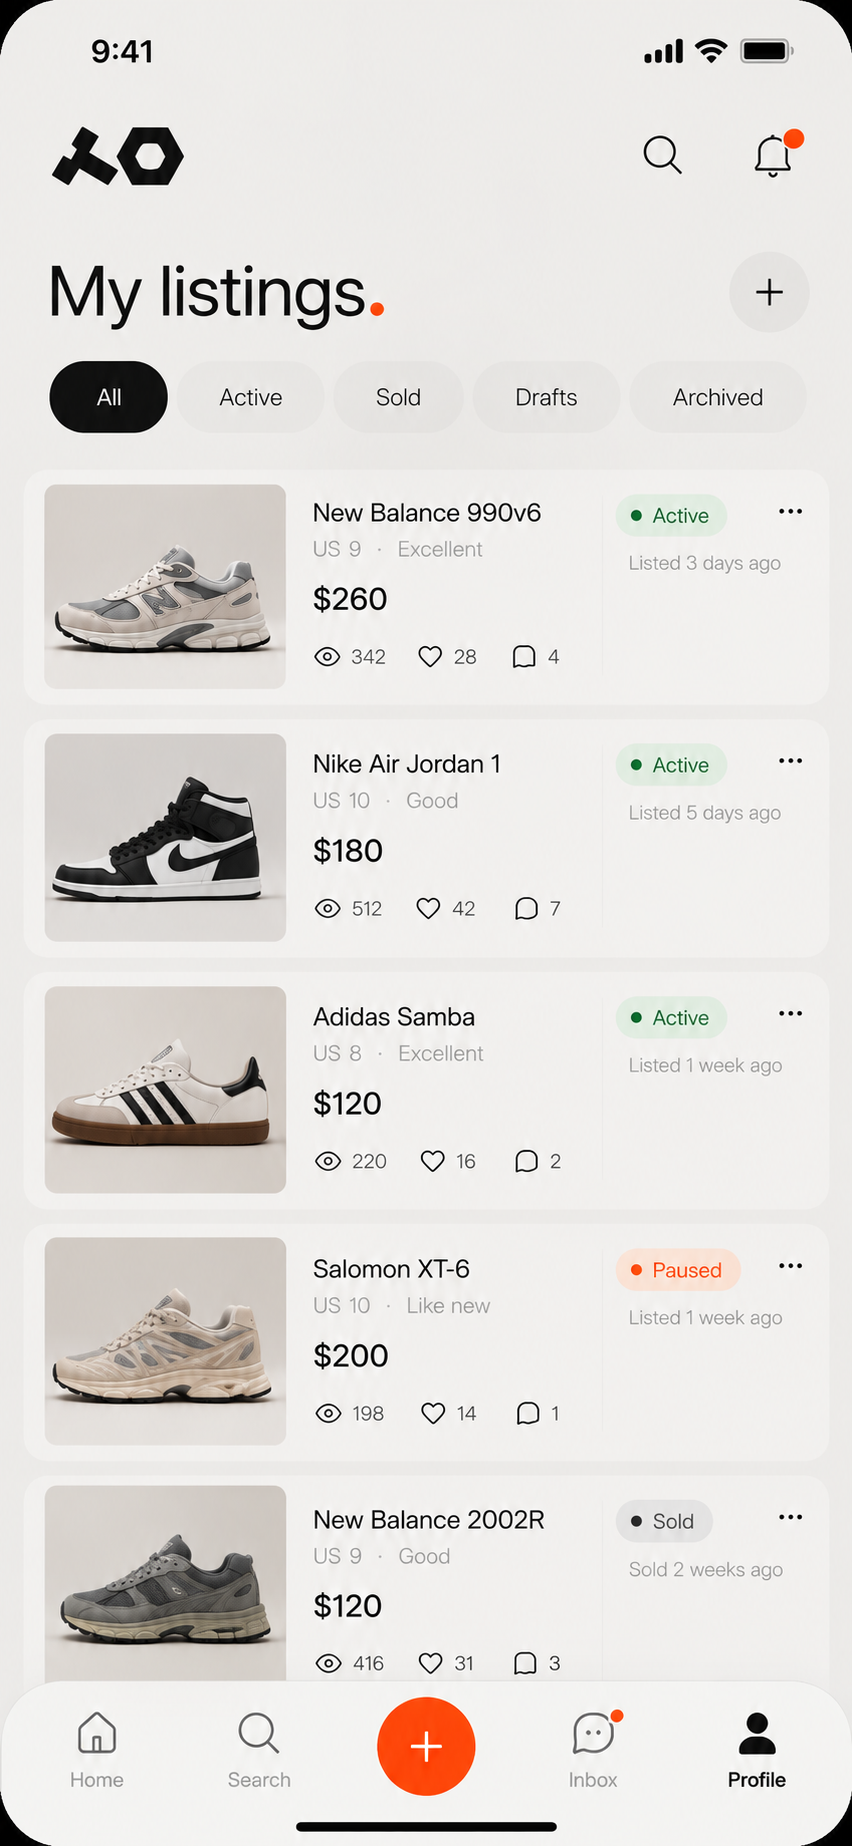 9:41
My listings.
All Active Sold Drafts Archived
New Balance 990v6
US 9 · Excellent
$260
342 28 4
Active
Listed 3 days ago
Nike Air Jordan 1
US 10 · Good
$180
512 42 7
Active
Listed 5 days ago
Adidas Samba
US 8 · Excellent
$120
220 16 2
Active
Listed 1 week ago
Salomon XT-6
US 10 · Like new
$200
198 14 1
Paused
Listed 1 week ago
New Balance 2002R
US 9 · Good
$120
416 31 3
Sold
Sold 2 weeks ago
Home Search Inbox Profile